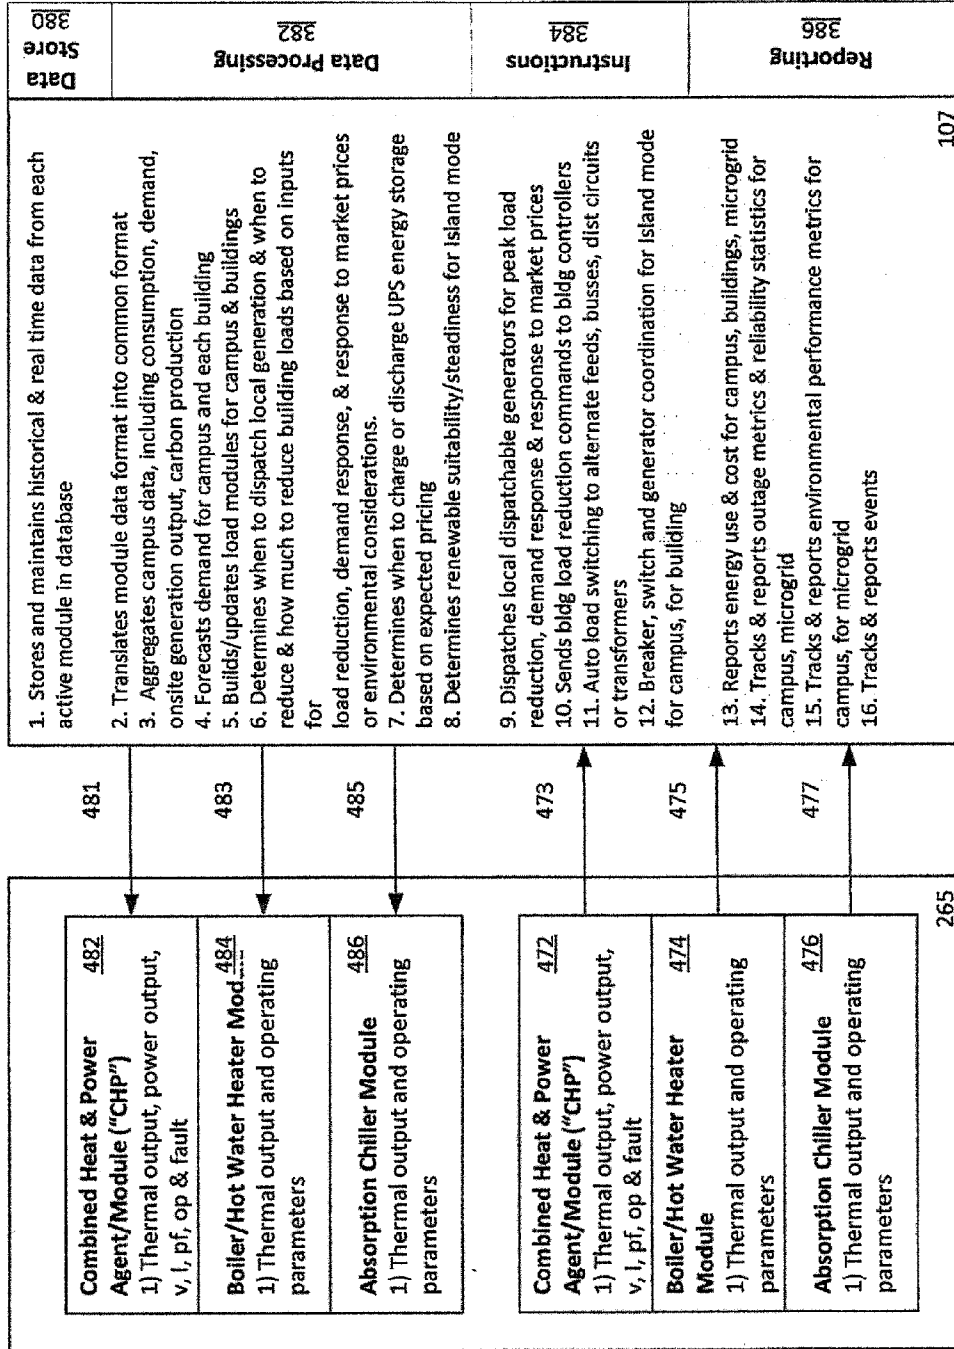 Combined Heat & Power 482
Agent/Module ("CHP")
1) Thermal output, power output,
v, I, pf, op & fault
Boiler/Hot Water Heater Mod... 484
1) Thermal output and operating
parameters
Absorption Chiller Module 486
1) Thermal output and operating
parameters
Combined Heat & Power 472
Agent/Module ("CHP")
1) Thermal output, power output,
v, I, pf, op & fault
Boiler/Hot Water Heater 474
Module
1) Thermal output and operating
parameters
Absorption Chiller Module 476
1) Thermal output and operating
parameters
265
481
483
485
473
475
477
1. Stores and maintains historical & real time data from each
active module in database
2. Translates module data format into common format
3. Aggregates campus data, including consumption, demand,
onsite generation output, carbon production
4. Forecasts demand for campus and each building
5. Builds/updates load modules for campus & buildings
6. Determines when to dispatch local generation & when to
reduce & how much to reduce building loads based on inputs
for
load reduction, demand response, & response to market prices
or environmental considerations.
7. Determines when to charge or discharge UPS energy storage
based on expected pricing
8. Determines renewable suitability/steadiness for Island mode
9. Dispatches local dispatchable generators for peak load
reduction, demand response & response to market prices
10. Sends bldg load reduction commands to bldg controllers
11. Auto load switching to alternate feeds, busses, dist circuits
or transformers
12. Breaker, switch and generator coordination for Island mode
for campus, for building
13. Reports energy use & cost for campus, buildings, microgrid
14. Tracks & reports outage metrics & reliability statistics for
campus, microgrid
15. Tracks & reports environmental performance metrics for
campus, for microgrid
16. Tracks & reports events
107
Data
Store
380
Data Processing
382
Instructions
384
Reporting
386